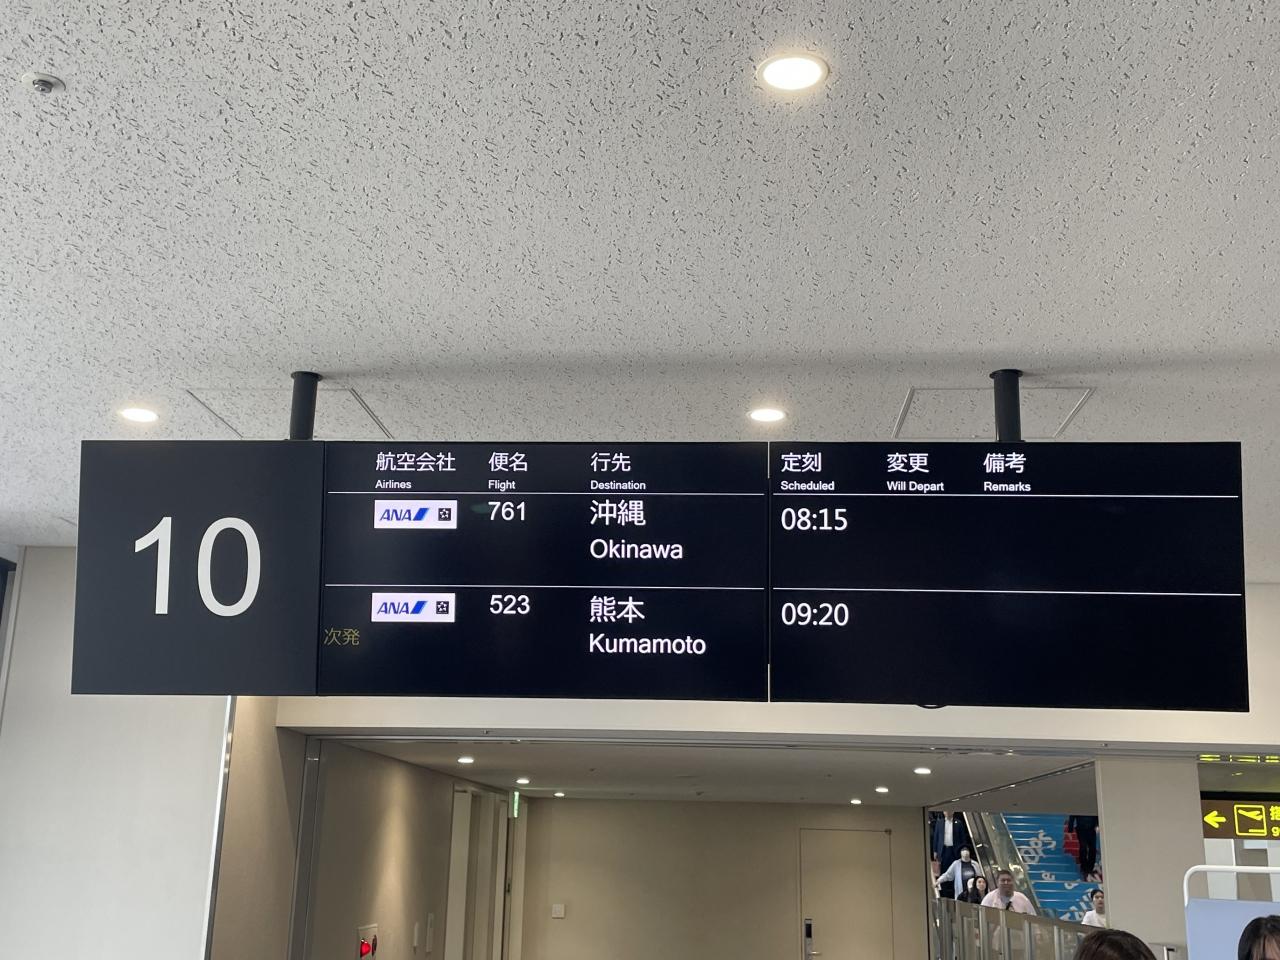 10
航空会社 便名 行先 定刻 変更 備考
Airlines Flight Destination Scheduled Will Depart Remarks
ANA 761 沖縄 08:15
Okinawa
ANA 523 熊本 09:20
次発 Kumamoto